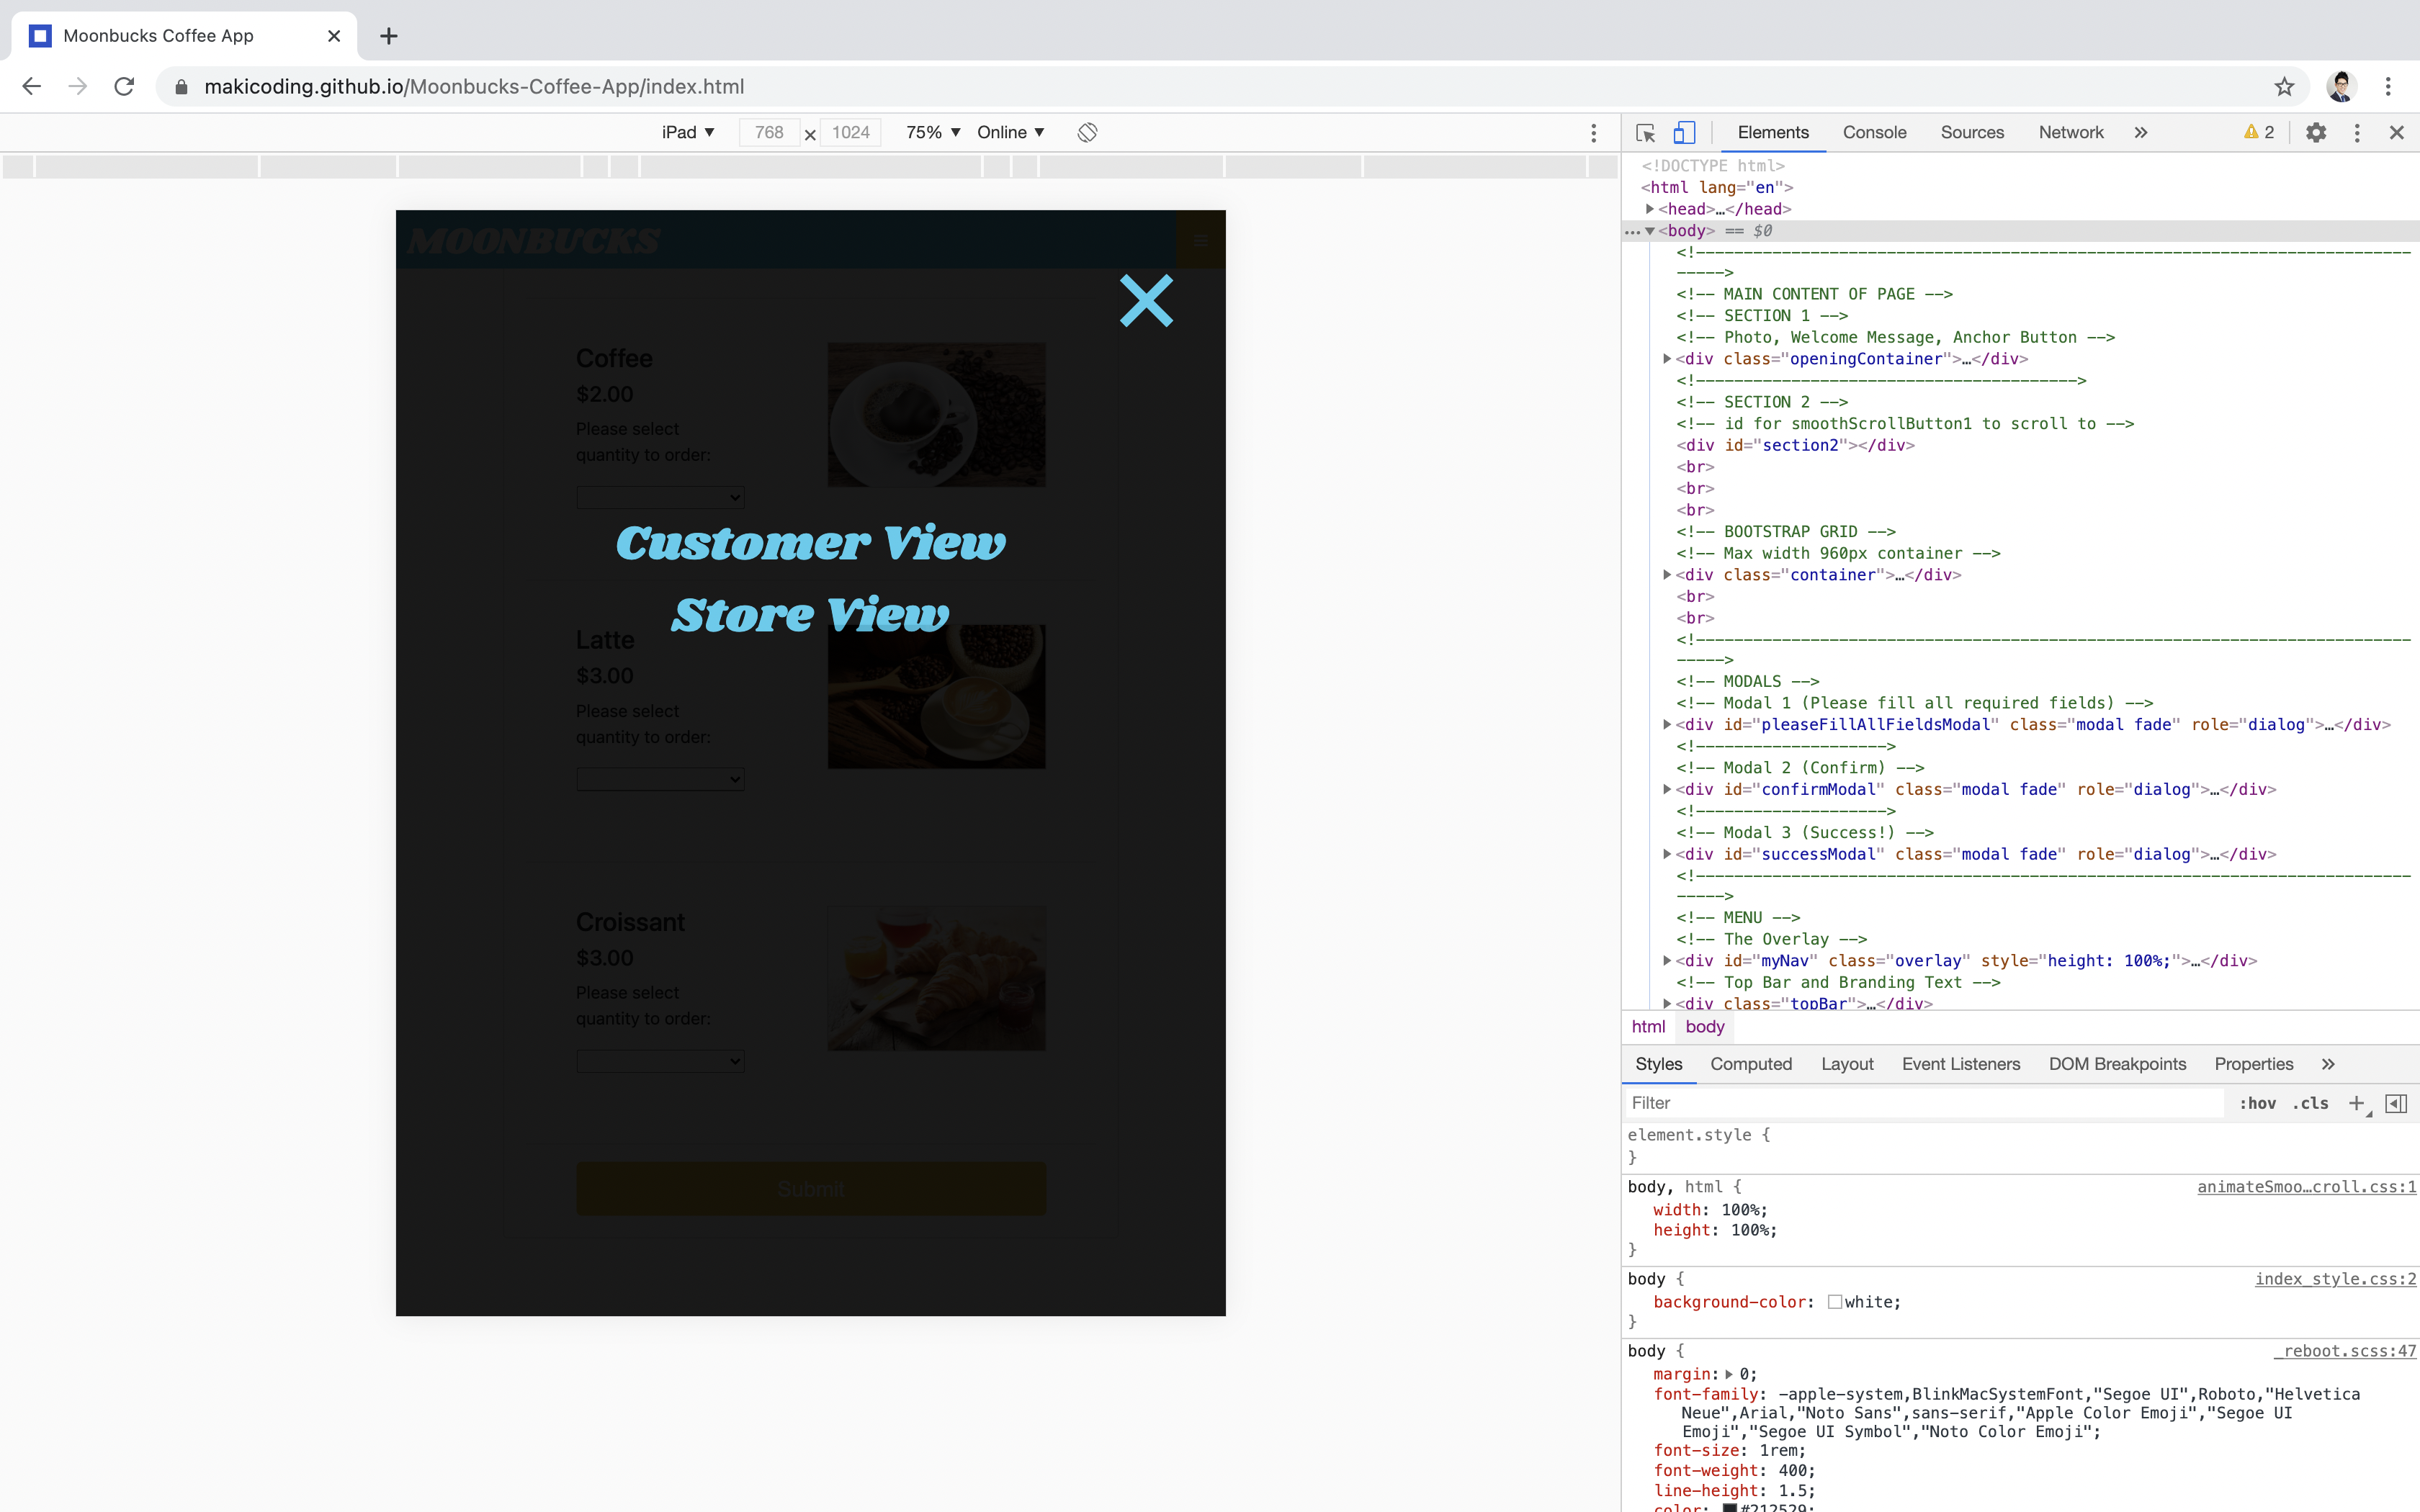 Moonbucks Coffee App
makicoding.github.io/Moonbucks-Coffee-App/index.html
iPad ▼ 768 × 1024 75% ▼ Online ▼
MOONBUCKS
Coffee
$2.00
Please select
quantity to order:
Customer View
Store View
Latte
$3.00
Please select
quantity to order:
Croissant
$3.00
Please select
quantity to order:
Submit
Elements Console Sources Network » 2
<!DOCTYPE html>
<html lang="en">
<head>…</head>
<body> == $0
<!---------------------------------------------------------------------------
----->
<!-- MAIN CONTENT OF PAGE -->
<!-- SECTION 1 -->
<!-- Photo, Welcome Message, Anchor Button -->
<div class="openingContainer">…</div>
<!---------------------------------------->
<!-- SECTION 2 -->
<!-- id for smoothScrollButton1 to scroll to -->
<div id="section2"></div>
<br>
<br>
<br>
<!-- BOOTSTRAP GRID -->
<!-- Max width 960px container -->
<div class="container">…</div>
<br>
<br>
<!---------------------------------------------------------------------------
----->
<!-- MODALS -->
<!-- Modal 1 (Please fill all required fields) -->
<div id="pleaseFillAllFieldsModal" class="modal fade" role="dialog">…</div>
<!-------------------->
<!-- Modal 2 (Confirm) -->
<div id="confirmModal" class="modal fade" role="dialog">…</div>
<!-------------------->
<!-- Modal 3 (Success!) -->
<div id="successModal" class="modal fade" role="dialog">…</div>
<!---------------------------------------------------------------------------
----->
<!-- MENU -->
<!-- The Overlay -->
<div id="myNav" class="overlay" style="height: 100%;">…</div>
<!-- Top Bar and Branding Text -->
<div class="topBar">…</div>
html body
Styles Computed Layout Event Listeners DOM Breakpoints Properties »
Filter :hov .cls +
element.style {
}
body, html { animateSmoo…croll.css:1
width: 100%;
height: 100%;
}
body { index_style.css:2
background-color: white;
}
body { _reboot.scss:47
margin: 0;
font-family: -apple-system,BlinkMacSystemFont,"Segoe UI",Roboto,"Helvetica
Neue",Arial,"Noto Sans",sans-serif,"Apple Color Emoji","Segoe UI
Emoji","Segoe UI Symbol","Noto Color Emoji";
font-size: 1rem;
font-weight: 400;
line-height: 1.5;
color: #212529;